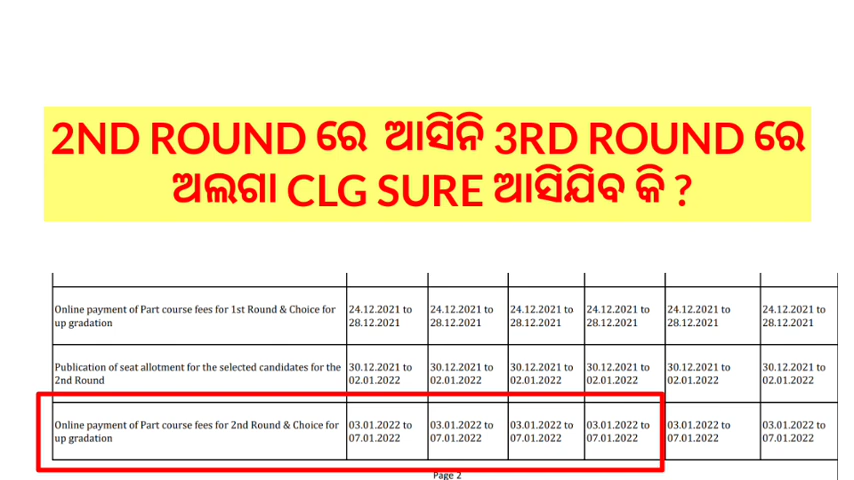 2ND ROUND ରେ ଆସିନି 3RD ROUND ରେ
ଅଲଗା CLG SURE ଆସିଯିବ କି ?
Online payment of Part course fees for 1st Round & Choice for up gradation 24.12.2021 to 28.12.2021 24.12.2021 to 28.12.2021 24.12.2021 to 28.12.2021 24.12.2021 to 28.12.2021 24.12.2021 to 28.12.2021 24.12.2021 to 28.12.2021
Publication of seat allotment for the selected candidates for the 2nd Round 30.12.2021 to 02.01.2022 30.12.2021 to 02.01.2022 30.12.2021 to 02.01.2022 30.12.2021 to 02.01.2022 30.12.2021 to 02.01.2022 30.12.2021 to 02.01.2022
Online payment of Part course fees for 2nd Round & Choice for up gradation 03.01.2022 to 07.01.2022 03.01.2022 to 07.01.2022 03.01.2022 to 07.01.2022 03.01.2022 to 07.01.2022 03.01.2022 to 07.01.2022 03.01.2022 to 07.01.2022
Page 2